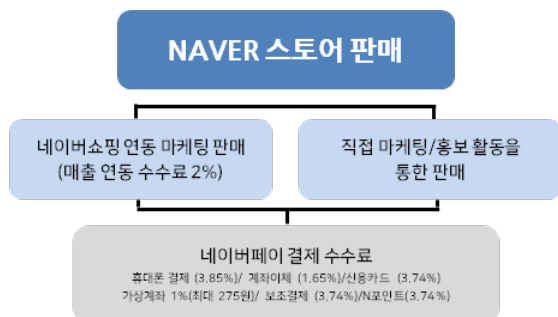 NAVER 스토어 판매
네이버쇼핑 연동 마케팅 판매
(매출 연동 수수료 2%)
직접 마케팅/홍보 활동을
통한 판매
네이버페이 결제 수수료
휴대폰 결제 (3.85%)/ 계좌이체 (1.65%)/신용카드 (3.74%)
가상계좌 1%(최대 275원)/ 보조결제 (3.74%)/N포인트(3.74%)